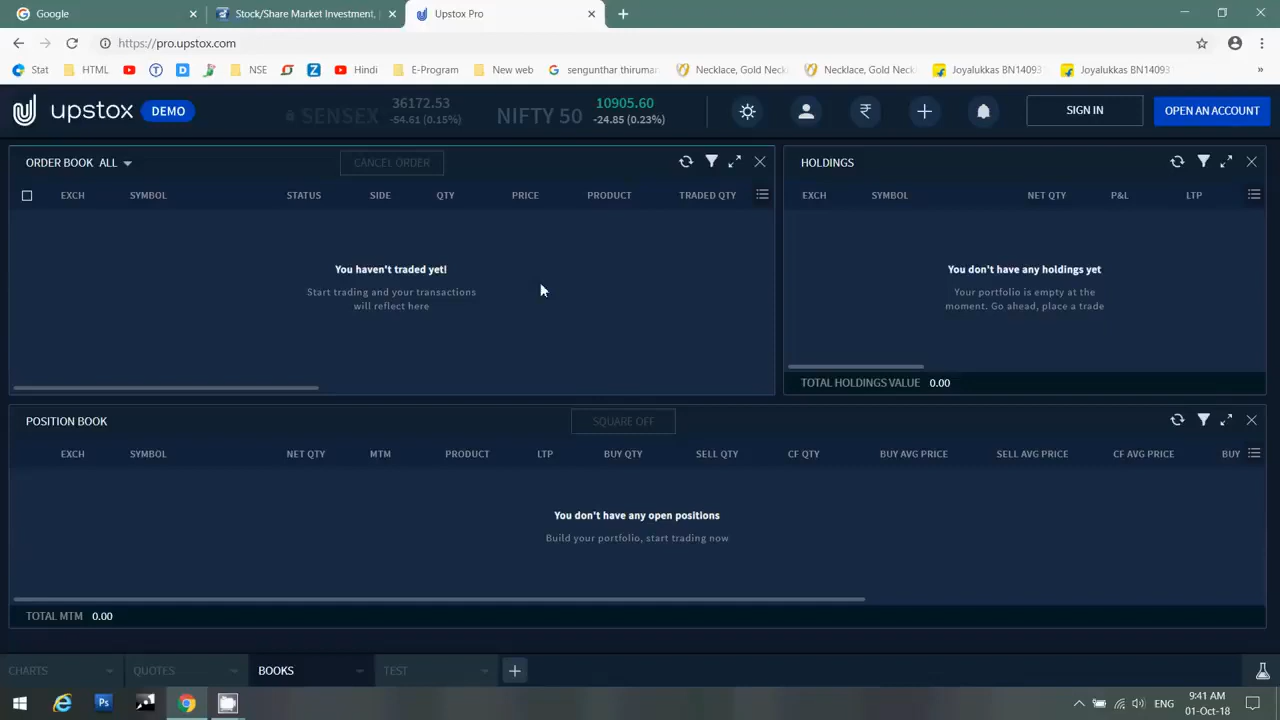 Google
Stock/Share Market Investment,
Upstox Pro
https://pro.upstox.com
Stat
HTML
NSE
Hindi
E-Program
New web
sengunthar thirumar
Necklace, Gold Neck
Necklace, Gold Neck
Joyalukkas BN14093
Joyalukkas BN14093
»
upstox
DEMO
SENSEX
36172.53
-54.61 (0.15%)
NIFTY 50
10905.60
-24.85 (0.23%)
SIGN IN
OPEN AN ACCOUNT
ORDER BOOK ALL
CANCEL ORDER
EXCH SYMBOL STATUS SIDE QTY PRICE PRODUCT TRADED QTY
You haven't traded yet!
Start trading and your transactions
will reflect here
HOLDINGS
EXCH SYMBOL NET QTY P&L LTP
You don't have any holdings yet
Your portfolio is empty at the
moment. Go ahead, place a trade
TOTAL HOLDINGS VALUE 0.00
POSITION BOOK
SQUARE OFF
EXCH SYMBOL NET QTY MTM PRODUCT LTP BUY QTY SELL QTY CF QTY BUY AVG PRICE SELL AVG PRICE CF AVG PRICE BUY
You don't have any open positions
Build your portfolio, start trading now
TOTAL MTM 0.00
CHARTS
QUOTES
BOOKS
TEST
Ps
ENG
9:41 AM
01-Oct-18